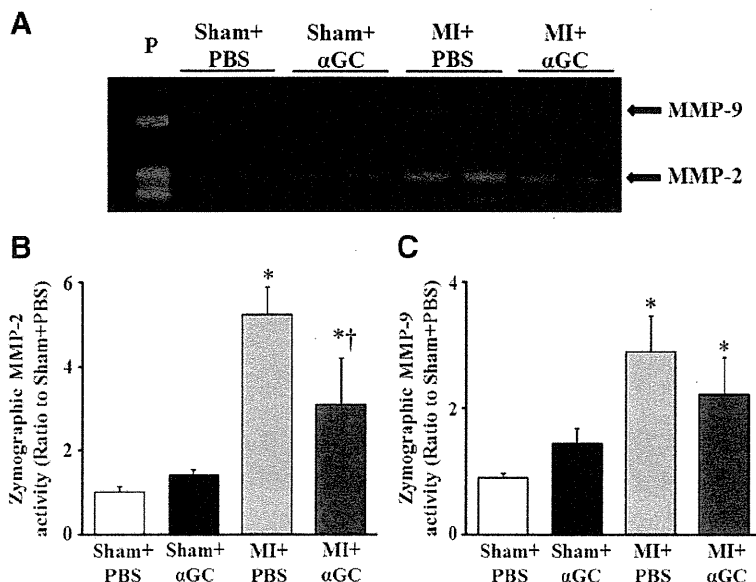 A
P
Sham+ Sham+ MI+ MI+
PBS αGC PBS αGC
MMP-9
MMP-2
B
Zymographic MMP-2
activity (Ratio to Sham+PBS)
6
4
2
0
*
*†
Sham+ Sham+ MI+ MI+
PBS αGC PBS αGC
C
Zymographic MMP-9
activity (Ratio to Sham+PBS)
4
2
0
*
*
Sham+ Sham+ MI+ MI+
PBS αGC PBS αGC